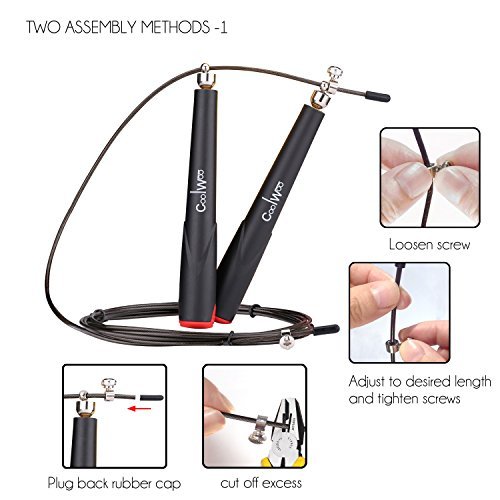 TWO ASSEMBLY METHODS -1
CoolWoo
CoolWoo
Loosen screw
Adjust to desired length
and tighten screws
Plug back rubber cap
cut off excess